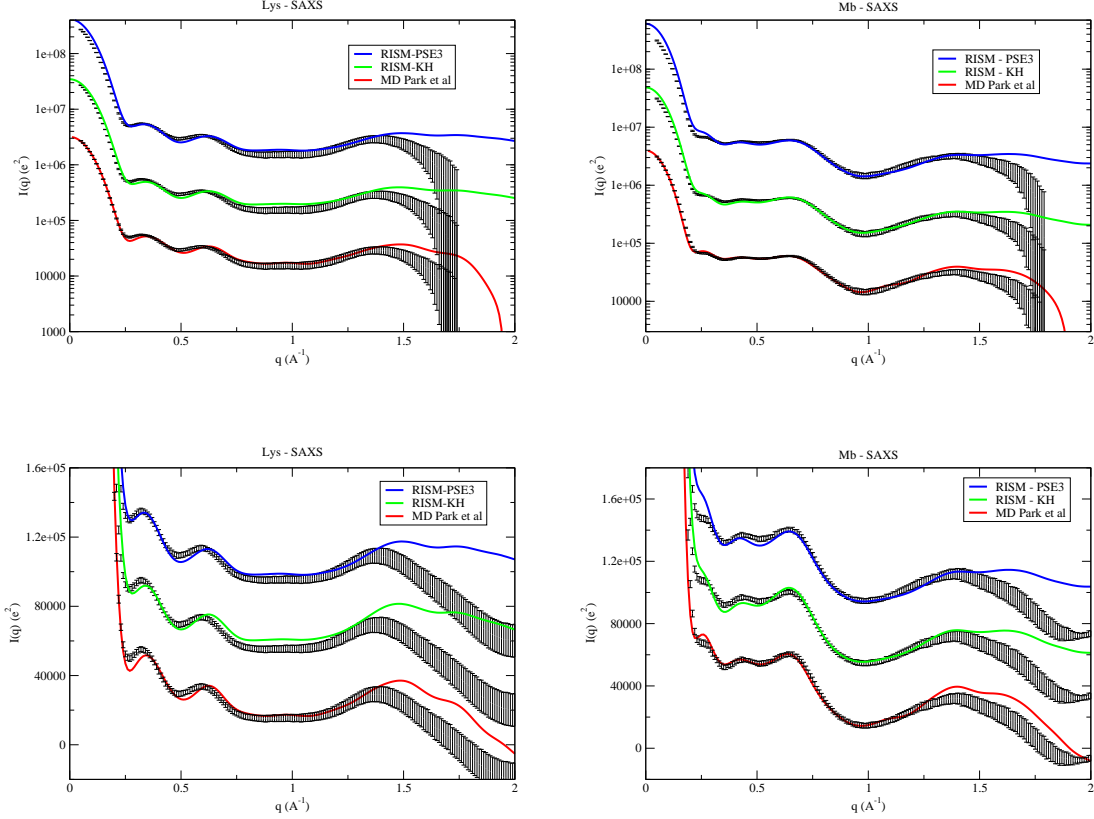 Lys - SAXS
I(q) (e²)
1e+08
1e+07
1e+06
1e+05
10000
1000
RISM-PSE3
RISM-KH
MD Park et al
0 0.5 1 1.5 2
q (A⁻¹)
Mb - SAXS
I(q) (e²)
1e+08
1e+07
1e+06
1e+05
10000
RISM - PSE3
RISM - KH
MD Park et al
0 0.5 1 1.5 2
q (A⁻¹)
Lys - SAXS
I(q) (e²)
1.6e+05
1.2e+05
80000
40000
0
RISM-PSE3
RISM-KH
MD Park et al
0 0.5 1 1.5 2
q (A⁻¹)
Mb - SAXS
I(q) (e²)
1.6e+05
1.2e+05
80000
40000
0
RISM - PSE3
RISM - KH
MD Park et al
0 0.5 1 1.5 2
q (A⁻¹)